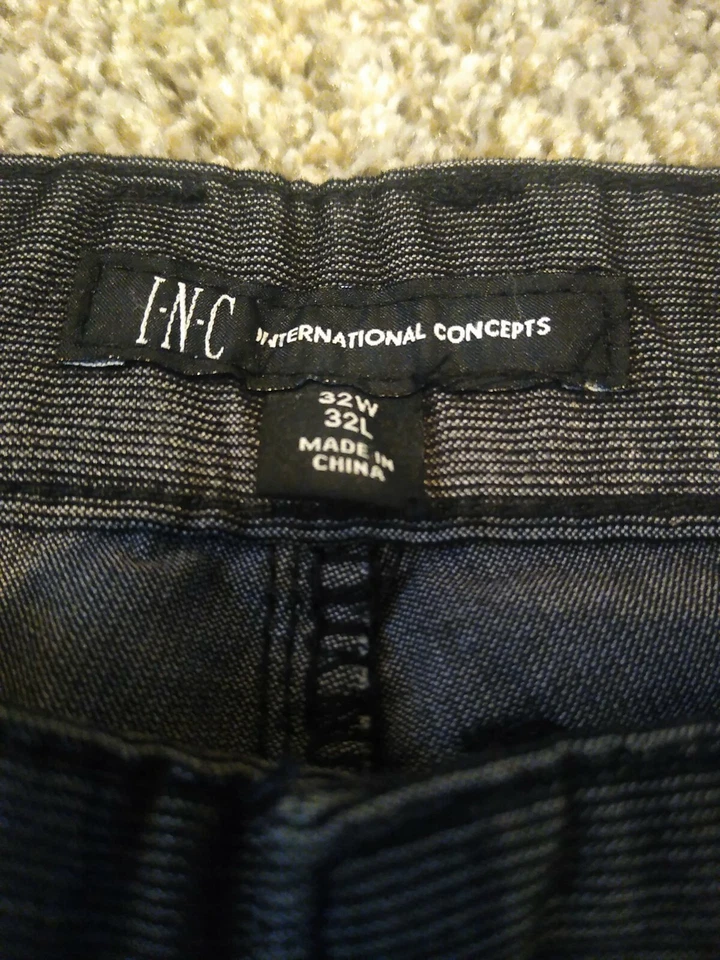 I·N·C INTERNATIONAL CONCEPTS
32W
32L
MADE IN
CHINA